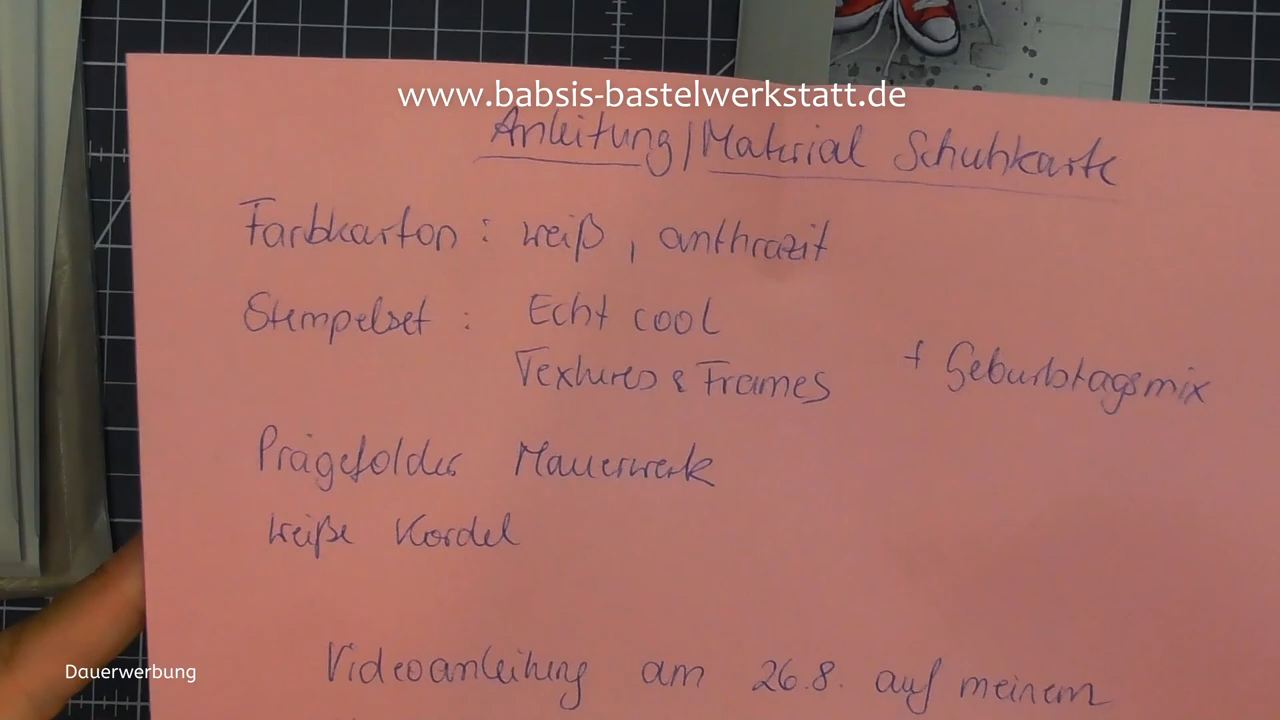 www.babsis-bastelwerkstatt.de
Anleitung/Material Schuhkarte
Farbkarton: weiß, anthrazit
Stempelset: Echt cool
Textures & Frames + Geburtstagsmix
Prägefolder Mauerwerk
weiße Kordel
Videoanleitung am 26.8. auf meinem
Dauerwerbung